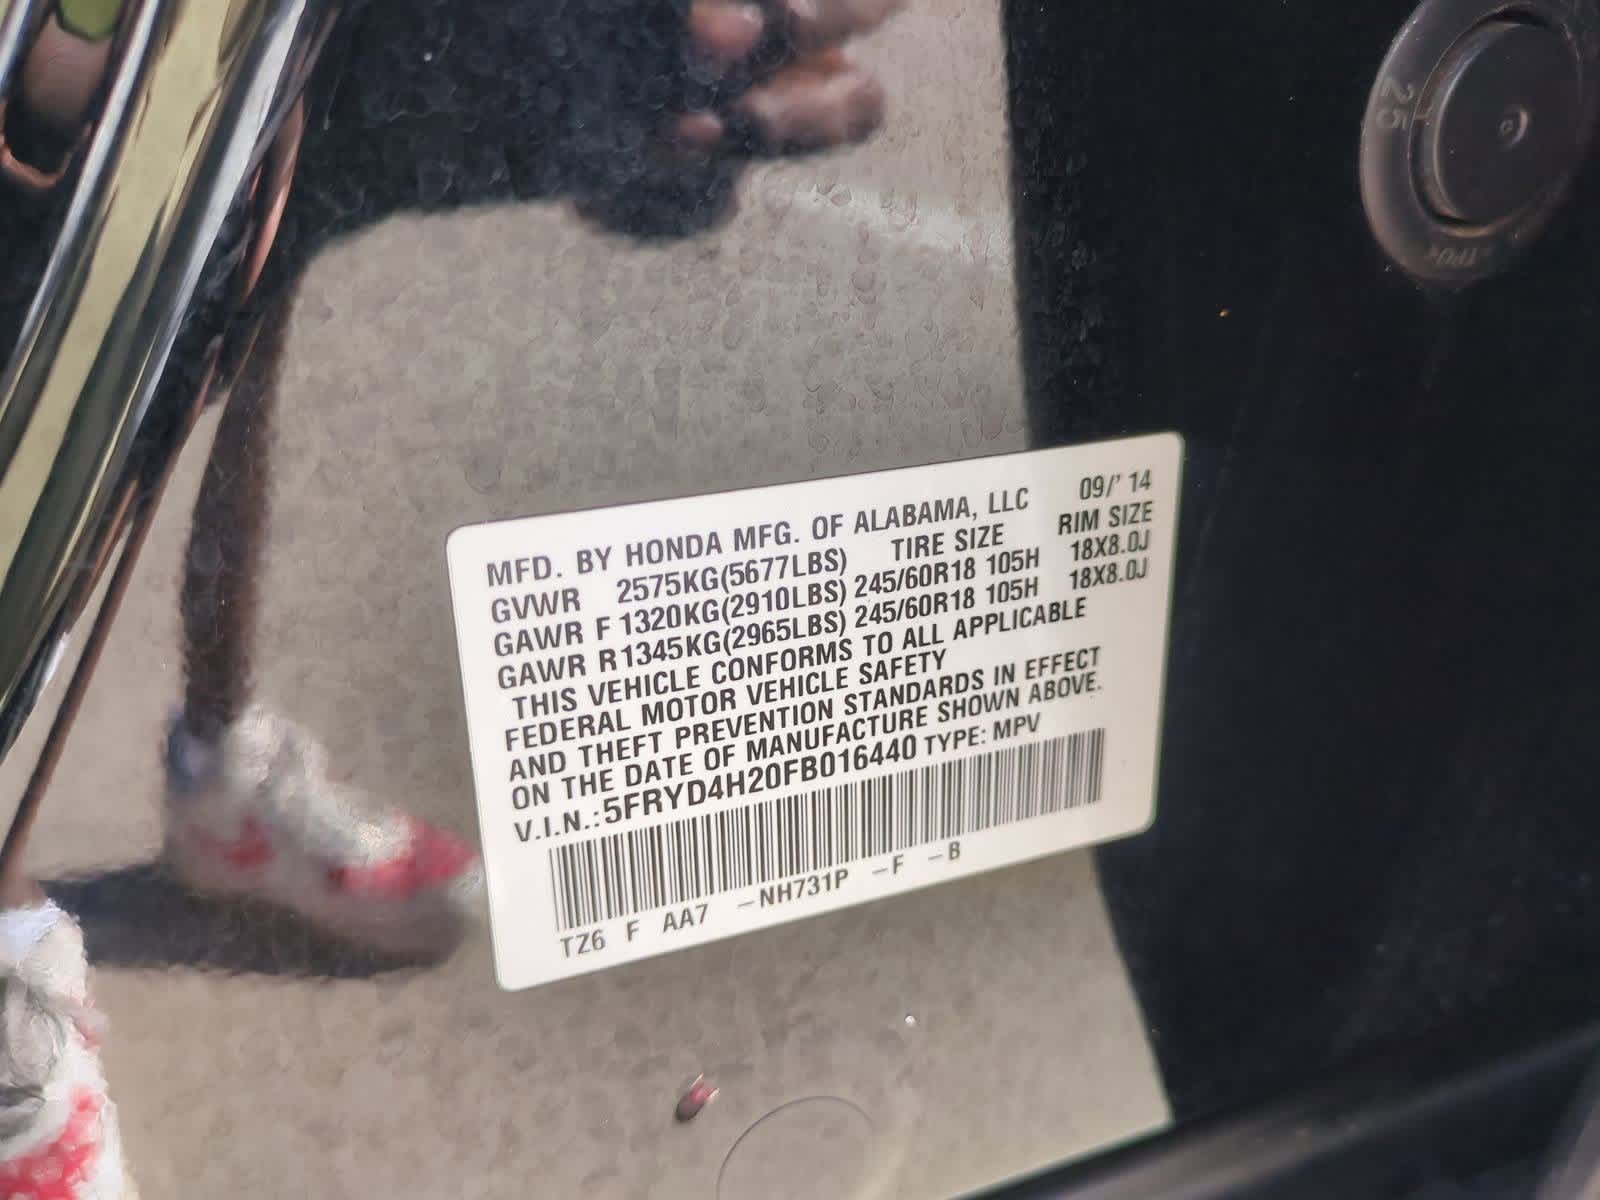 MFD. BY HONDA MFG. OF ALABAMA, LLC 09/' 14
GVWR 2575KG(5677LBS) TIRE SIZE RIM SIZE
GAWR F 1320KG(2910LBS) 245/60R18 105H 18X8.0J
GAWR R 1345KG(2965LBS) 245/60R18 105H 18X8.0J
THIS VEHICLE CONFORMS TO ALL APPLICABLE
FEDERAL MOTOR VEHICLE SAFETY
AND THEFT PREVENTION STANDARDS IN EFFECT
ON THE DATE OF MANUFACTURE SHOWN ABOVE.
V.I.N.:5FRYD4H20FB016440 TYPE: MPV
TZ6 F AA7 –NH731P –F –B
25